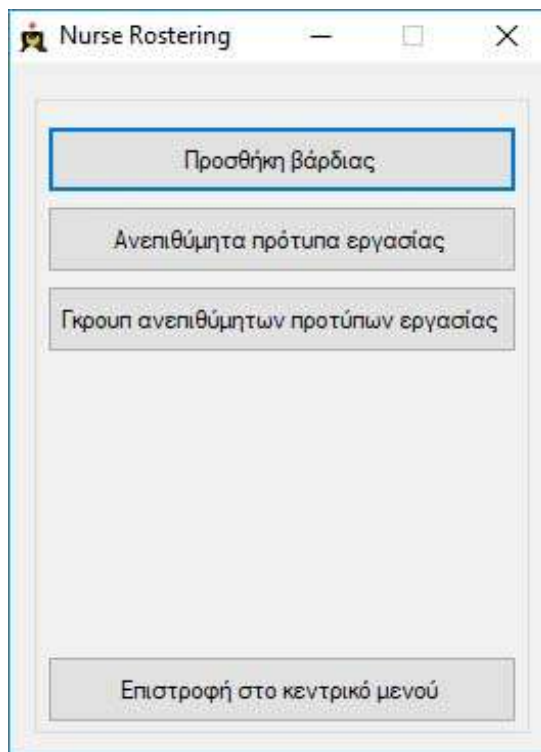 Nurse Rostering
Προσθήκη βάρδιας
Ανεπιθύμητα πρότυπα εργασίας
Γκρουπ ανεπιθύμητων προτύπων εργασίας
Επιστροφή στο κεντρικό μενού